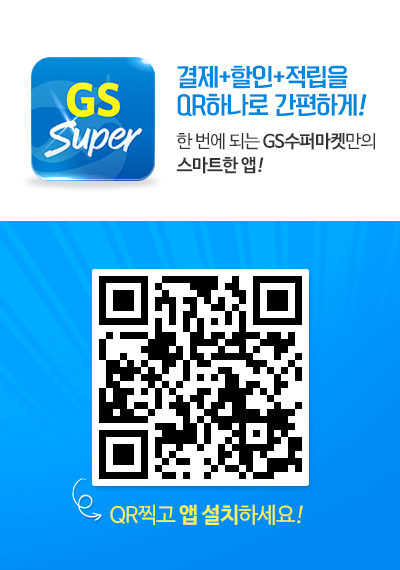 GS
Super
결제+할인+적립을
QR하나로 간편하게!
한 번에 되는 GS수퍼마켓만의
스마트한 앱!
QR찍고 앱 설치하세요!